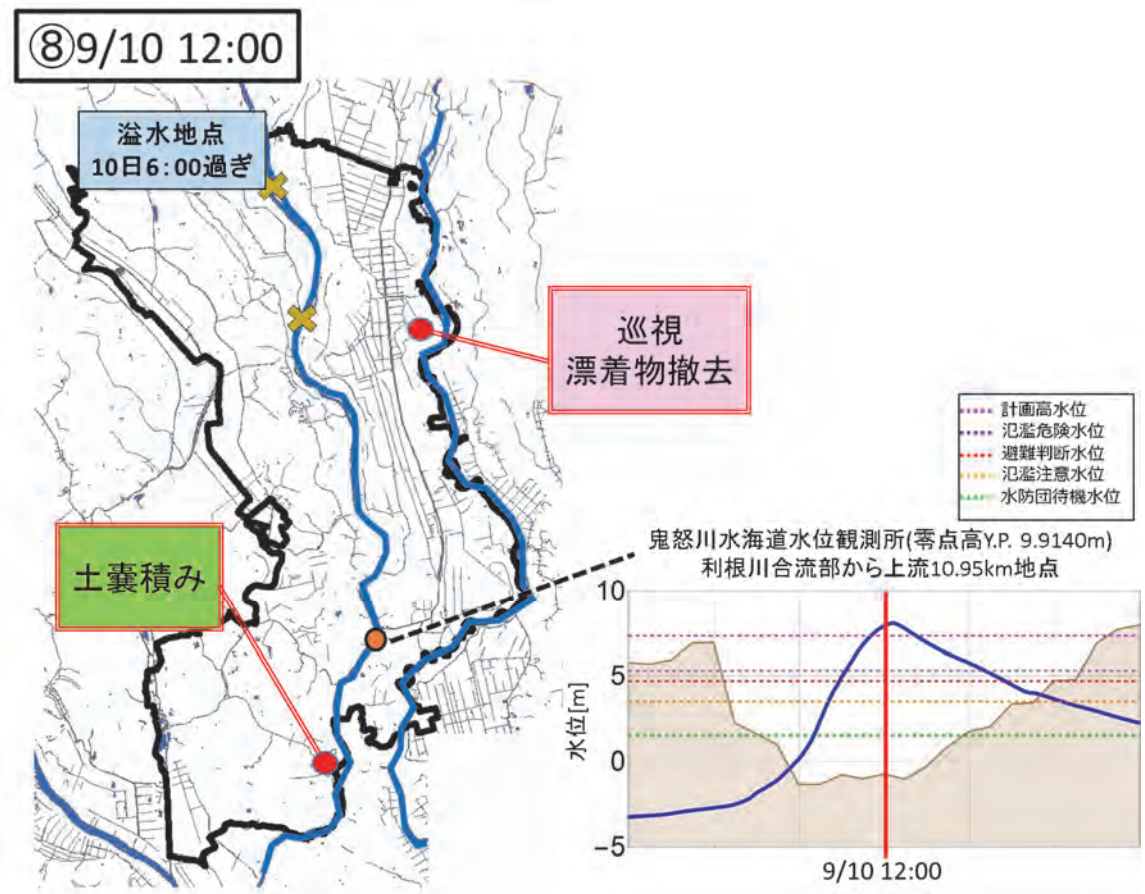 ⑧9/10 12:00
溢水地点
10日6:00過ぎ
巡視
漂着物撤去
土嚢積み
計画高水位
氾濫危険水位
避難判断水位
氾濫注意水位
水防団待機水位
鬼怒川水海道水位観測所(零点高Y.P. 9.9140m)
利根川合流部から上流10.95km地点
水位[m]
10
5
0
−5
9/10 12:00